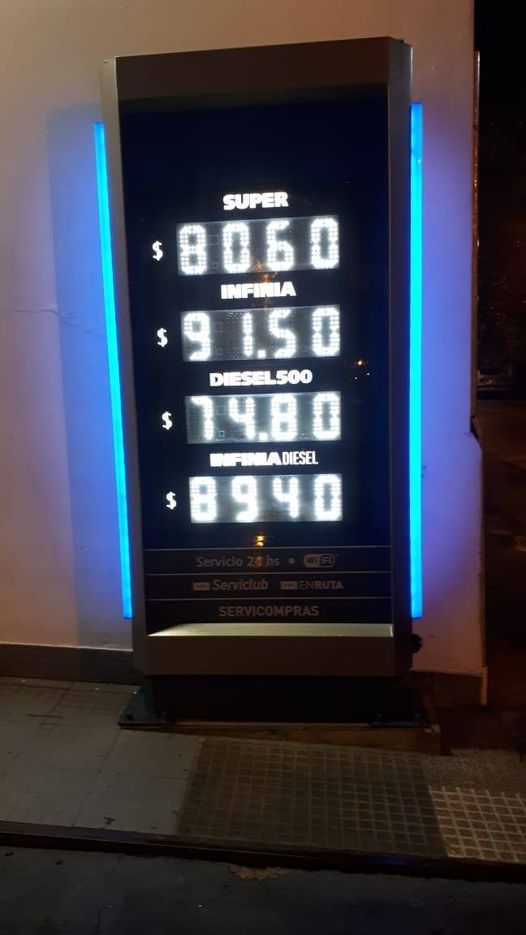 SUPER
$ 80.60
INFINIA
$ 91.50
DIESEL500
$ 74.80
INFINIA DIESEL
$ 89.40
Servicio 24 hs • WiFi
Serviclub ENRUTA
SERVICOMPRAS